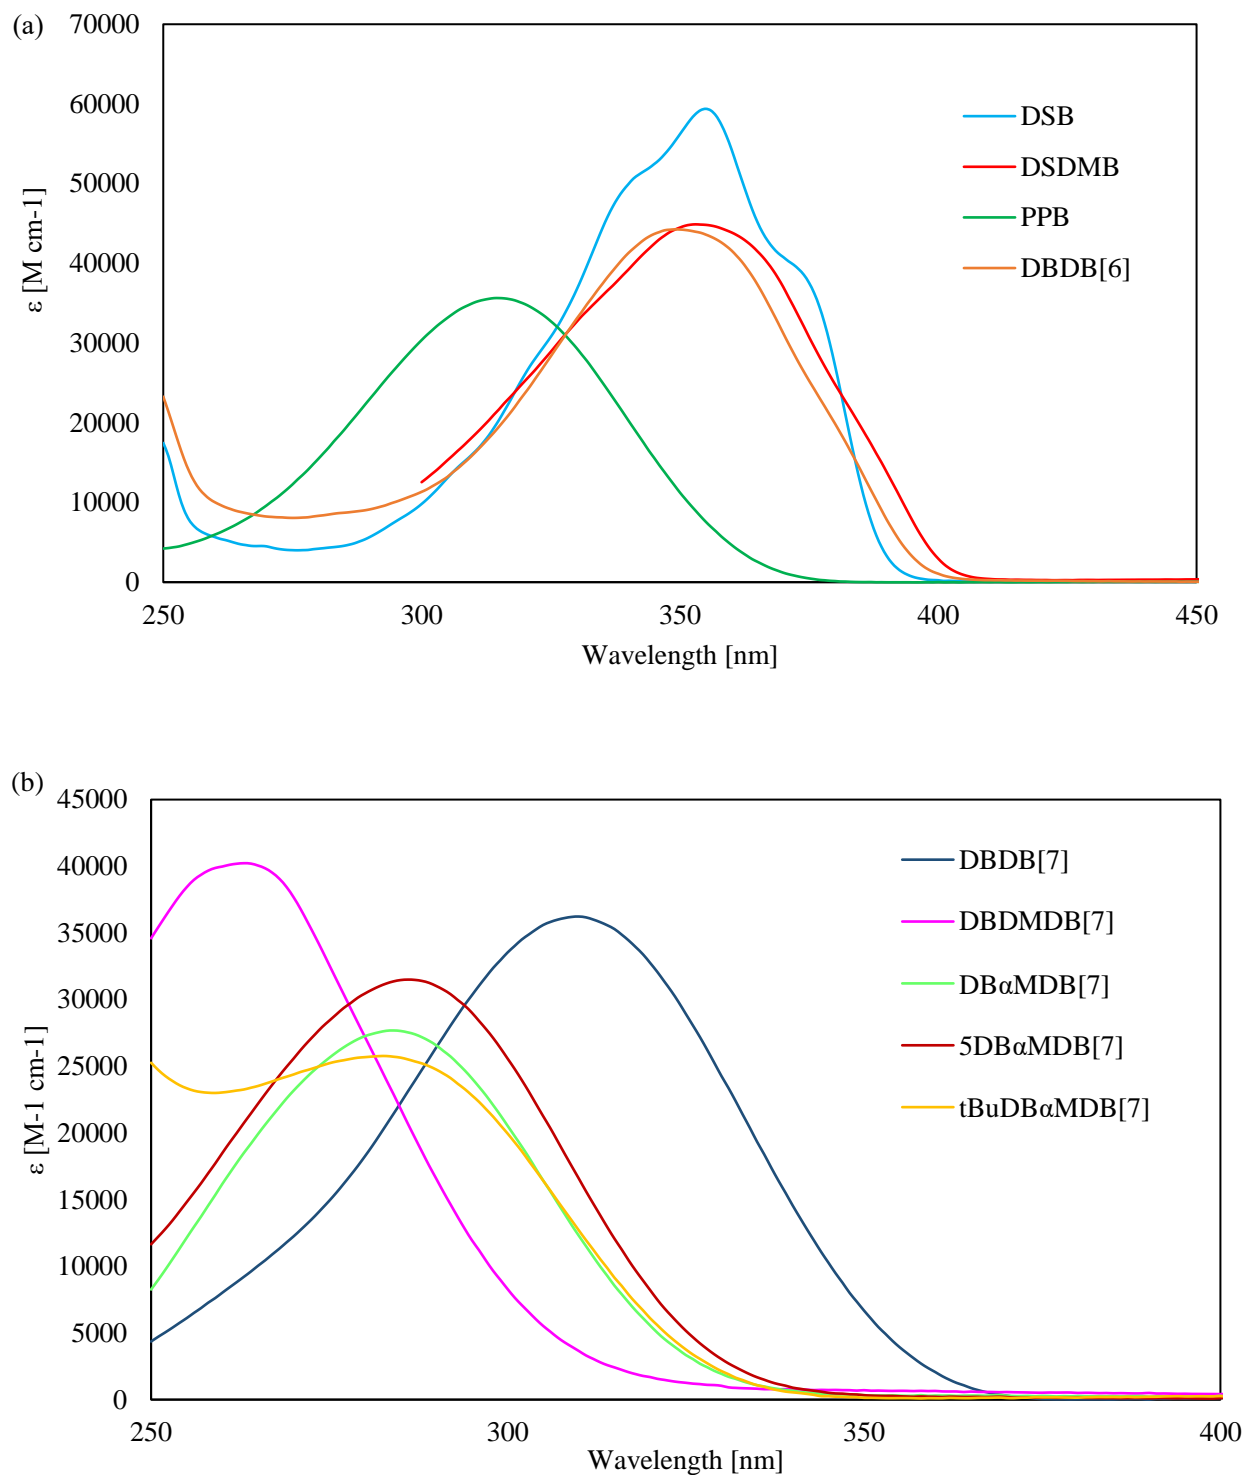 (a)
70000
60000
50000
40000
30000
20000
10000
0
ε [M cm-1]
DSB
DSDMB
PPB
DBDB[6]
250 300 350 400 450
Wavelength [nm]
(b)
45000
40000
35000
30000
25000
20000
15000
10000
5000
0
ε [M-1 cm-1]
DBDB[7]
DBDMDB[7]
DBαMDB[7]
5DBαMDB[7]
tBuDBαMDB[7]
250 300 350 400
Wavelength [nm]